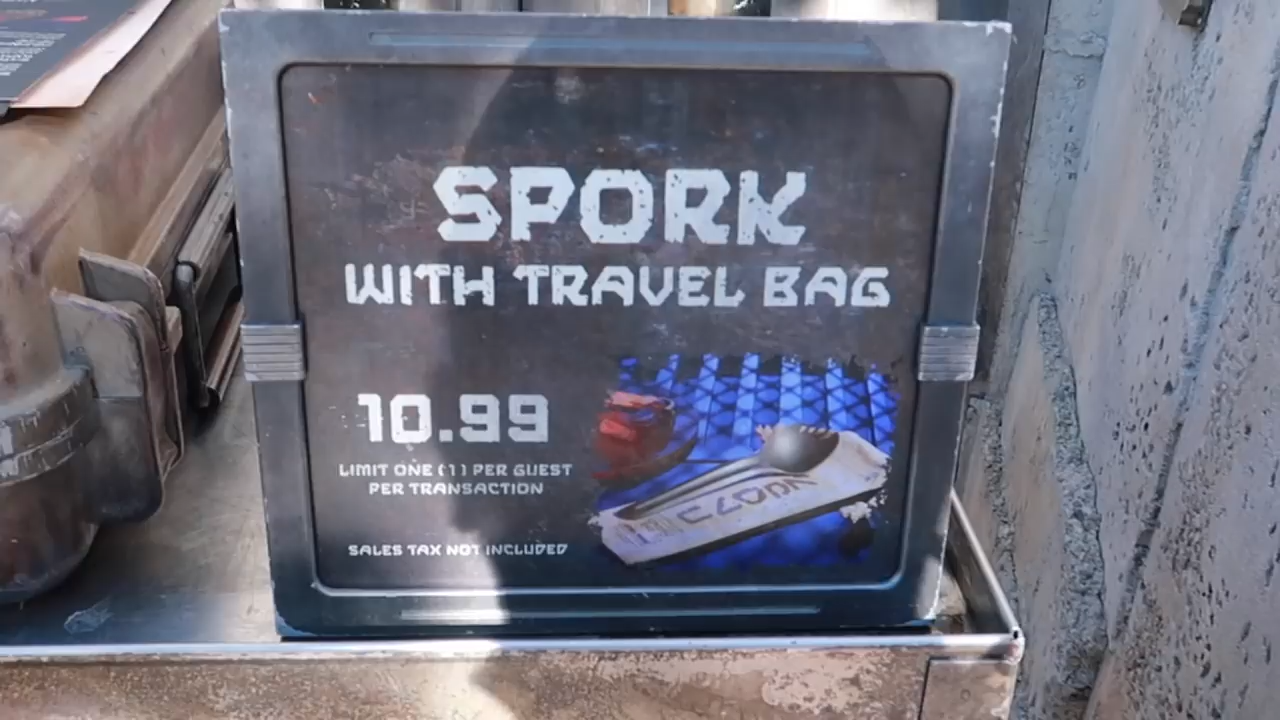 SPORK
WITH TRAVEL BAG
10.99
LIMIT ONE (1) PER GUEST
PER TRANSACTION
SALES TAX NOT INCLUDED